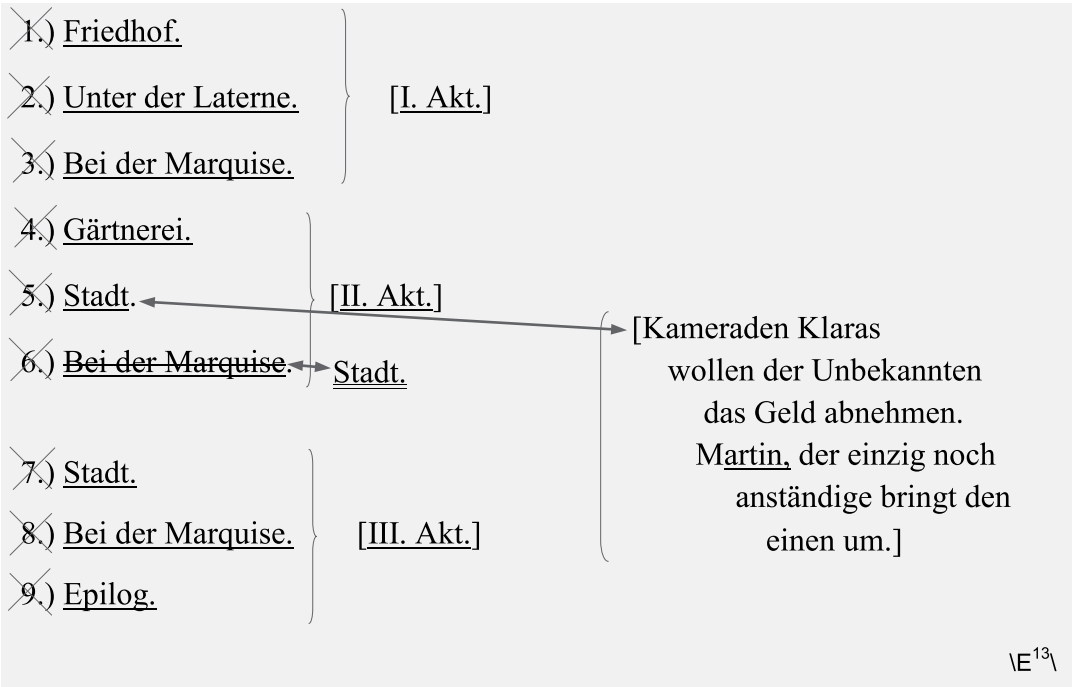 1.) Friedhof.
2.) Unter der Laterne.
[I. Akt.]
3.) Bei der Marquise.
4.) Gärtnerei.
5.) Stadt.
[II. Akt.]
6.) Bei der Marquise.
Stadt.
[Kameraden Klaras
wollen der Unbekannten
das Geld abnehmen.
Martin, der einzig noch
anständige bringt den
einen um.]
7.) Stadt.
8.) Bei der Marquise.
[III. Akt.]
9.) Epilog.
\E13\